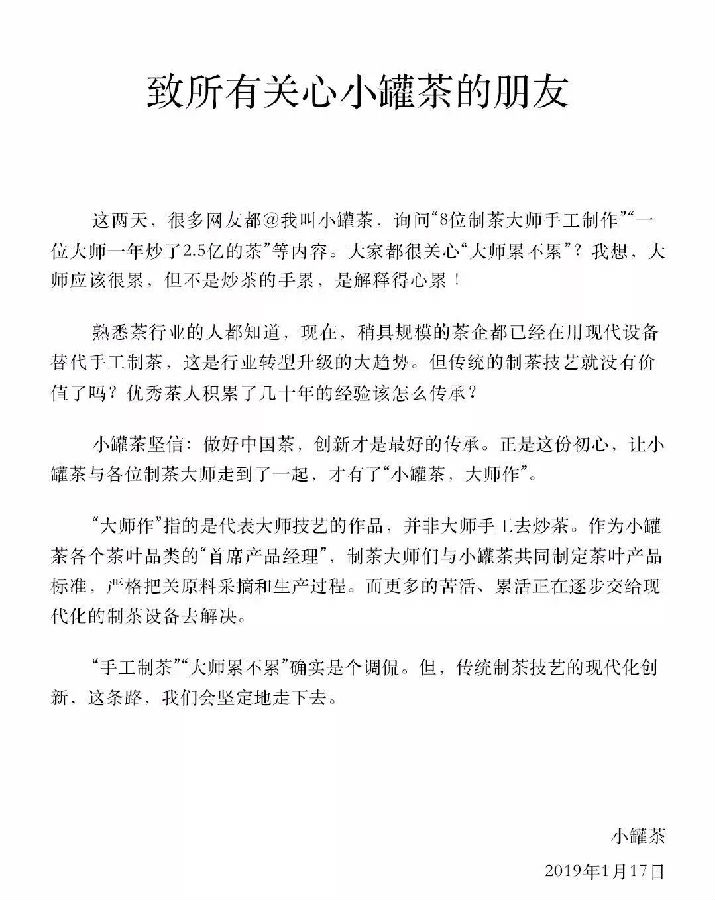 致所有关心小罐茶的朋友
这两天，很多网友都@我叫小罐茶，询问“8位制茶大师手工制作”“一
位大师一年炒了2.5亿的茶”等内容。大家都很关心“大师累不累”？我想，大
师应该很累，但不是炒茶的手累，是解释得心累！
熟悉茶行业的人都知道，现在，稍具规模的茶企都已经在用现代设备
替代手工制茶，这是行业转型升级的大趋势。但传统的制茶技艺就没有价
值了吗？优秀茶人积累了几十年的经验该怎么传承？
小罐茶坚信：做好中国茶，创新才是最好的传承。正是这份初心，让小
罐茶与各位制茶大师走到了一起，才有了“小罐茶，大师作”。
“大师作”指的是代表大师技艺的作品，并非大师手工去炒茶。作为小罐
茶各个茶叶品类的“首席产品经理”，制茶大师们与小罐茶共同制定茶叶产品
标准，严格把关原料采摘和生产过程。而更多的苦活、累活正在逐步交给现
代化的制茶设备去解决。
“手工制茶”“大师累不累”确实是个调侃。但，传统制茶技艺的现代化创
新，这条路，我们会坚定地走下去。
小罐茶
2019年1月17日